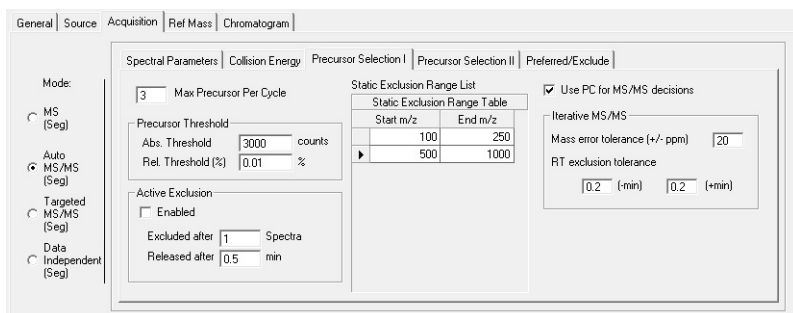 General Source Acquisition Ref Mass Chromatogram
Spectral Parameters Collision Energy Precursor Selection I Precursor Selection II Preferred/Exclude
Mode:
MS
(Seg)
Auto
MS/MS
(Seg)
Targeted
MS/MS
(Seg)
Data
Independent
(Seg)
3 Max Precursor Per Cycle
Precursor Threshold
Abs. Threshold 3000 counts
Rel. Threshold (%) 0.01 %
Active Exclusion
Enabled
Excluded after 1 Spectra
Released after 0.5 min
Static Exclusion Range List
Static Exclusion Range Table
Start m/z End m/z
100 250
500 1000
Use PC for MS/MS decisions
Iterative MS/MS
Mass error tolerance (+/- ppm) 20
RT exclusion tolerance
0.2 (-min) 0.2 (+min)